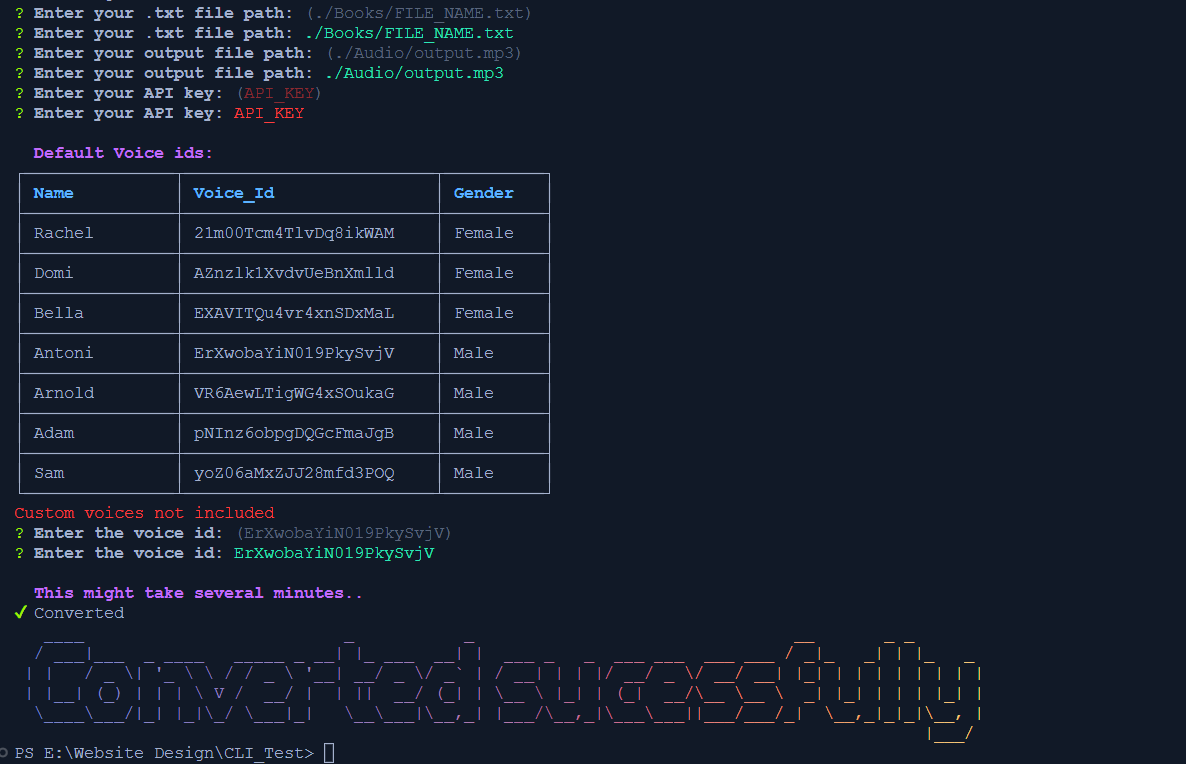 ? Enter your .txt file path: (./Books/FILE_NAME.txt)
? Enter your .txt file path: ./Books/FILE_NAME.txt
? Enter your output file path: (./Audio/output.mp3)
? Enter your output file path: ./Audio/output.mp3
? Enter your API key: (API_KEY)
? Enter your API key: API_KEY
Default Voice ids:
Name Voice_Id Gender
Rachel 21m00Tcm4TlvDq8ikWAM Female
Domi AZnzlk1XvdvUeBnXmlld Female
Bella EXAVITQu4vr4xnSDxMaL Female
Antoni ErXwobaYiN019PkySvjV Male
Arnold VR6AewLTigWG4xSOukaG Male
Adam pNInz6obpgDQGcFmaJgB Male
Sam yoZ06aMxZJJ28mfd3POQ Male
Custom voices not included
? Enter the voice id: (ErXwobaYiN019PkySvjV)
? Enter the voice id: ErXwobaYiN019PkySvjV
This might take several minutes..
✓ Converted
Converted sucessfully
PS E:\Website Design\CLI_Test>